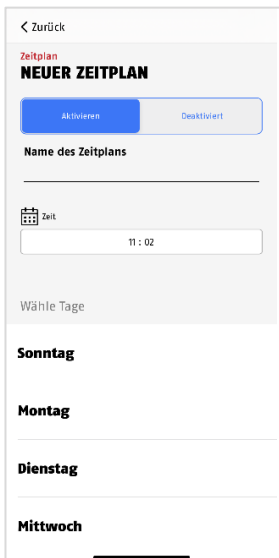 Zurück
Zeitplan
NEUER ZEITPLAN
Aktivieren Deaktiviert
Name des Zeitplans
Zeit
11 : 02
Wähle Tage
Sonntag
Montag
Dienstag
Mittwoch